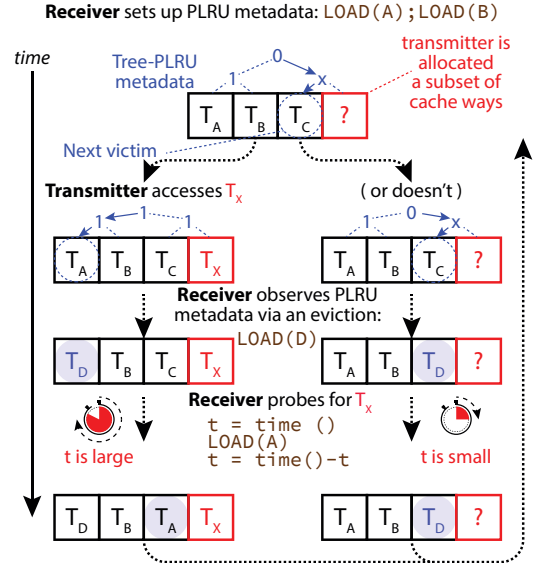 Receiver sets up PLRU metadata: LOAD(A);LOAD(B)
time
Tree-PLRU
metadata
transmitter is
allocated
a subset of
cache ways
0
1
x
T_A T_B T_C ?
Next victim
Transmitter accesses T_X
(or doesn't)
1
1 1
1 0 x
T_A T_B T_C T_X
T_A T_B T_C ?
Receiver observes PLRU
metadata via an eviction:
LOAD(D)
T_D T_B T_C T_X
T_A T_B T_D ?
Receiver probes for T_X
t = time ()
LOAD(A)
t = time()-t
t is large
t is small
T_D T_B T_A T_X
T_A T_B T_D ?